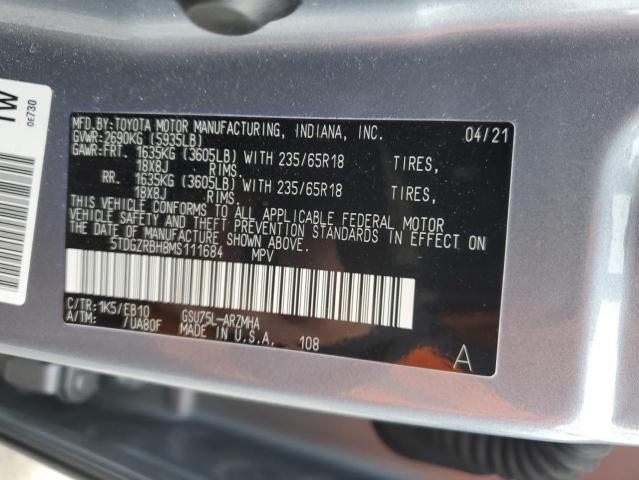 MFD.BY:TOYOTA MOTOR MANUFACTURING, INDIANA, INC. 04/21
GVWR:2690KG (5935LB)
GAWR:FRT. 1635KG (3605LB) WITH 235/65R18 TIRES,
18X8J RIMS.
RR. 1635KG (3605LB) WITH 235/65R18 TIRES,
18X8J RIMS.
THIS VEHICLE CONFORMS TO ALL APPLICABLE FEDERAL MOTOR
VEHICLE SAFETY AND THEFT PREVENTION STANDARDS IN EFFECT ON
THE DATE OF MANUFACTURE SHOWN ABOVE.
5TDGZRBH8MS111684 MPV
C/TR:1K5/EB10 GSU75L-ARZMHA
A/TM: /UA80F MADE IN U.S.A. 108
A
0E730